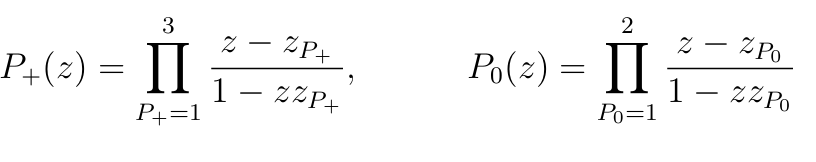 $P_+(z) = \prod_{P_+=1}^{3} \frac{z - z_{P_+}}{1 - z z_{P_+}}, \qquad P_0(z) = \prod_{P_0=1}^{2} \frac{z - z_{P_0}}{1 - z z_{P_0}}$